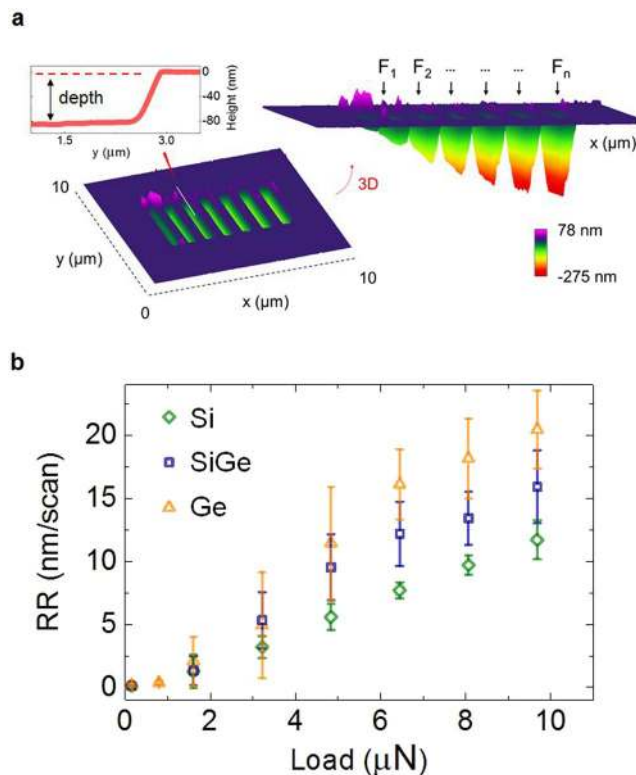 a
0
-40
-80
Height (nm)
depth
1.5
3.0
y (μm)
F1 F2 ... ... ... Fn
x (μm)
3D
10
y (μm)
0
x (μm)
10
78 nm
-275 nm
b
RR (nm/scan)
20
15
10
5
0
Si
SiGe
Ge
0 2 4 6 8 10
Load (μN)